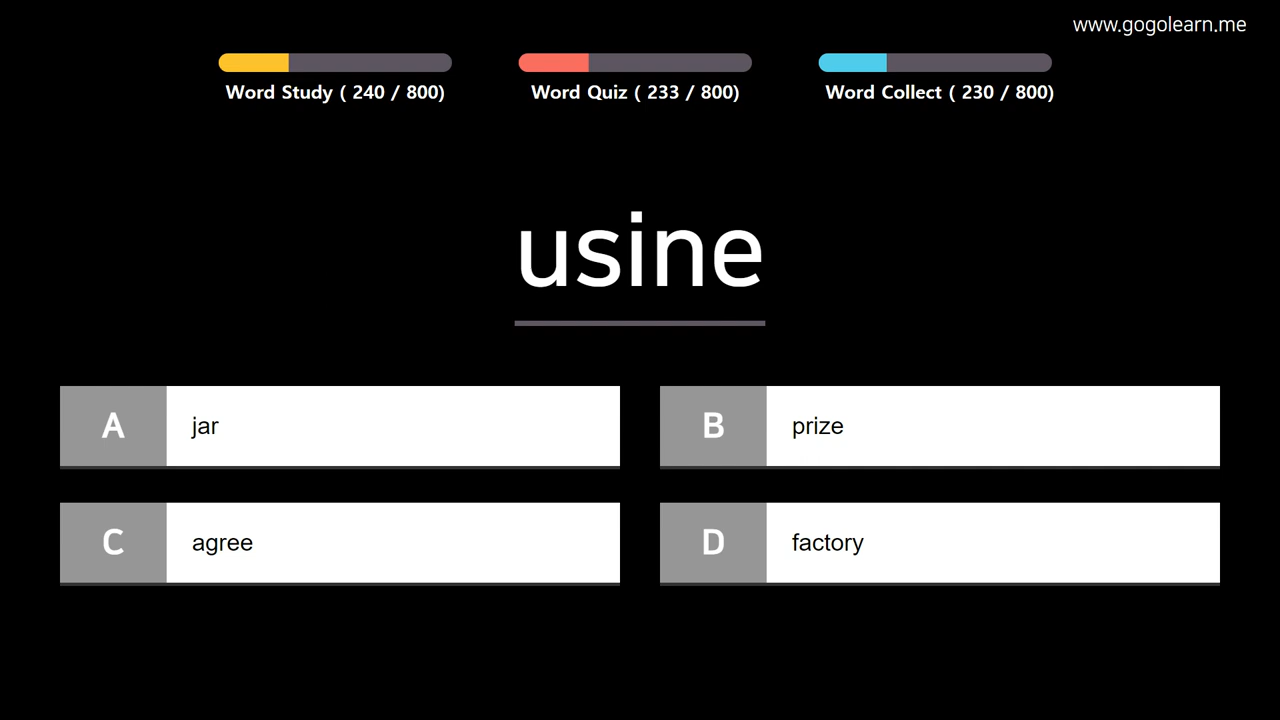 www.gogolearn.me
Word Study ( 240 / 800)
Word Quiz ( 233 / 800)
Word Collect ( 230 / 800)
usine
A jar
B prize
C agree
D factory